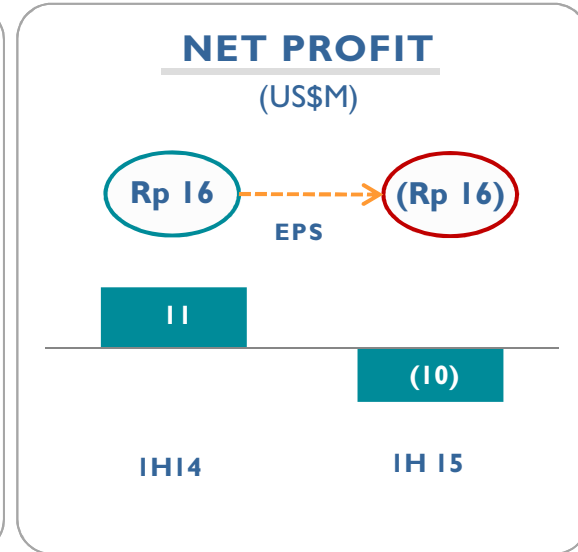 NET PROFIT
(US$M)
Rp 16
(Rp 16)
EPS
11
(10)
1H14
1H 15